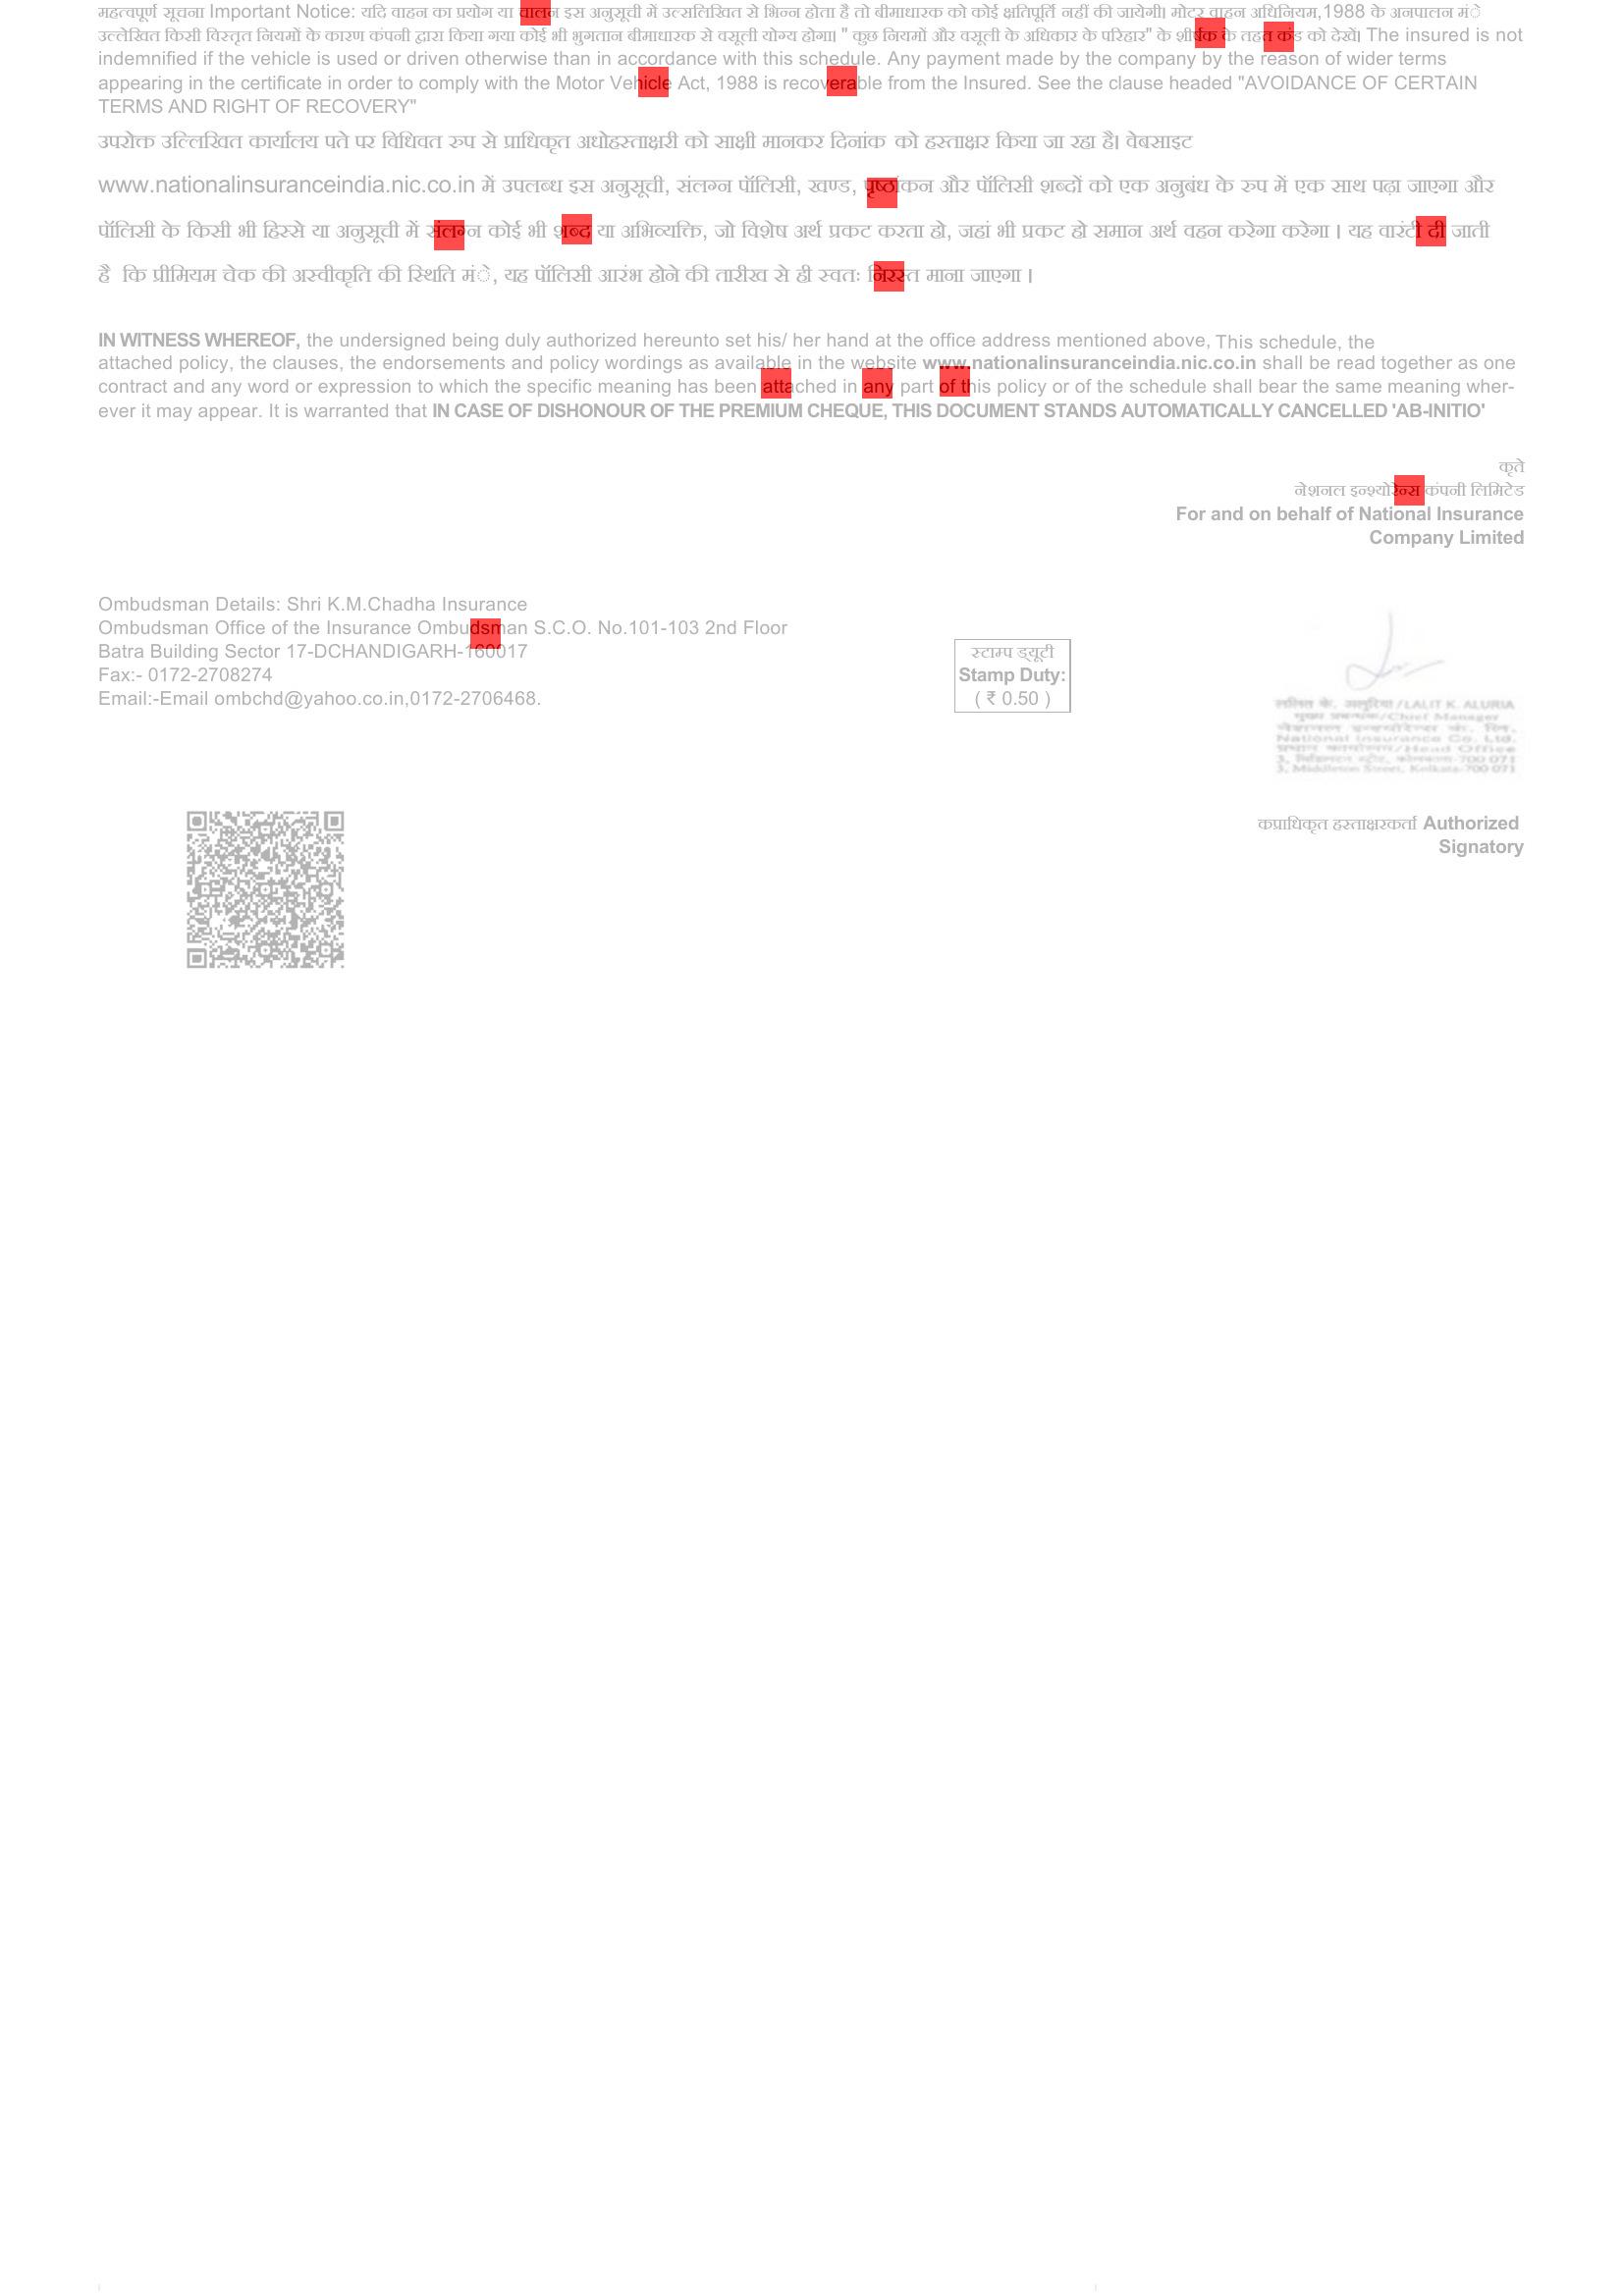 महत्वपूर्ण सूचना Important Notice: यदि वाहन का प्रयोग या चालन इस अनुसूची में उल्सलिखित से भिन्न होता है तो बीमाधारक को कोई क्षतिपूर्ति नहीं की जायेगी। मोटर वाहन अधिनियम,1988 के अनपालन मंे
उल्लेखित किसी विस्तृत नियमों के कारण कंपनी द्वारा किया गया कोई भी भुगतान बीमाधारक से वसूली योग्य होगा। " कुछ नियमों और वसूली के अधिकार के परिहार" के शीर्षक के तहत कंड को देखें। The insured is not
indemnified if the vehicle is used or driven otherwise than in accordance with this schedule. Any payment made by the company by the reason of wider terms
appearing in the certificate in order to comply with the Motor Vehicle Act, 1988 is recoverable from the Insured. See the clause headed "AVOIDANCE OF CERTAIN
TERMS AND RIGHT OF RECOVERY"
उपरोक्त उल्लिखित कार्यालय पते पर विधिवत रुप से प्राधिकृत अधोहस्ताक्षरी को साक्षी मानकर दिनांक को हस्ताक्षर किया जा रहा है। वेबसाइट
www.nationalinsuranceindia.nic.co.in में उपलब्ध इस अनुसूची, संलग्न पॉलिसी, खण्ड, पृष्ठांकन और पॉलिसी शब्दों को एक अनुबंध के रुप में एक साथ पढ़ा जाएगा और
पॉलिसी के किसी भी हिस्से या अनुसूची में संलग्न कोई भी शब्द या अभिव्यक्ति, जो विशेष अर्थ प्रकट करता हो, जहां भी प्रकट हो समान अर्थ वहन करेगा करेगा । यह वारंटी दी जाती
है कि प्रीमियम चेक की अस्वीकृति की स्थिति मंे, यह पॉलिसी आरंभ होने की तारीख से ही स्वतः निरस्त माना जाएगा ।
IN WITNESS WHEREOF, the undersigned being duly authorized hereunto set his/ her hand at the office address mentioned above, This schedule, the
attached policy, the clauses, the endorsements and policy wordings as available in the website www.nationalinsuranceindia.nic.co.in shall be read together as one
contract and any word or expression to which the specific meaning has been attached in any part of this policy or of the schedule shall bear the same meaning wher-
ever it may appear. It is warranted that IN CASE OF DISHONOUR OF THE PREMIUM CHEQUE, THIS DOCUMENT STANDS AUTOMATICALLY CANCELLED 'AB-INITIO'
कृते
नेशनल इन्श्योरेन्स कंपनी लिमिटेड
For and on behalf of National Insurance
Company Limited
Ombudsman Details: Shri K.M.Chadha Insurance
Ombudsman Office of the Insurance Ombudsman S.C.O. No.101-103 2nd Floor
Batra Building Sector 17-DCHANDIGARH-160017
Fax:- 0172-2708274
Email:-Email ombchd@yahoo.co.in,0172-2706468.
स्टाम्प ड्यूटी
Stamp Duty:
( ₹ 0.50 )
ललित के. आलुरिया/LALIT K. ALURIA
मुख्य प्रबन्धक/Chief Manager
National Insurance Co. Ltd.
प्रधान कार्यालय/Head Office
3, मिडिलटन स्ट्रीट, कोलकाता-700 071
3, Middleton Street, Kolkata-700 071
कप्राधिकृत हस्ताक्षरकर्ता Authorized
Signatory